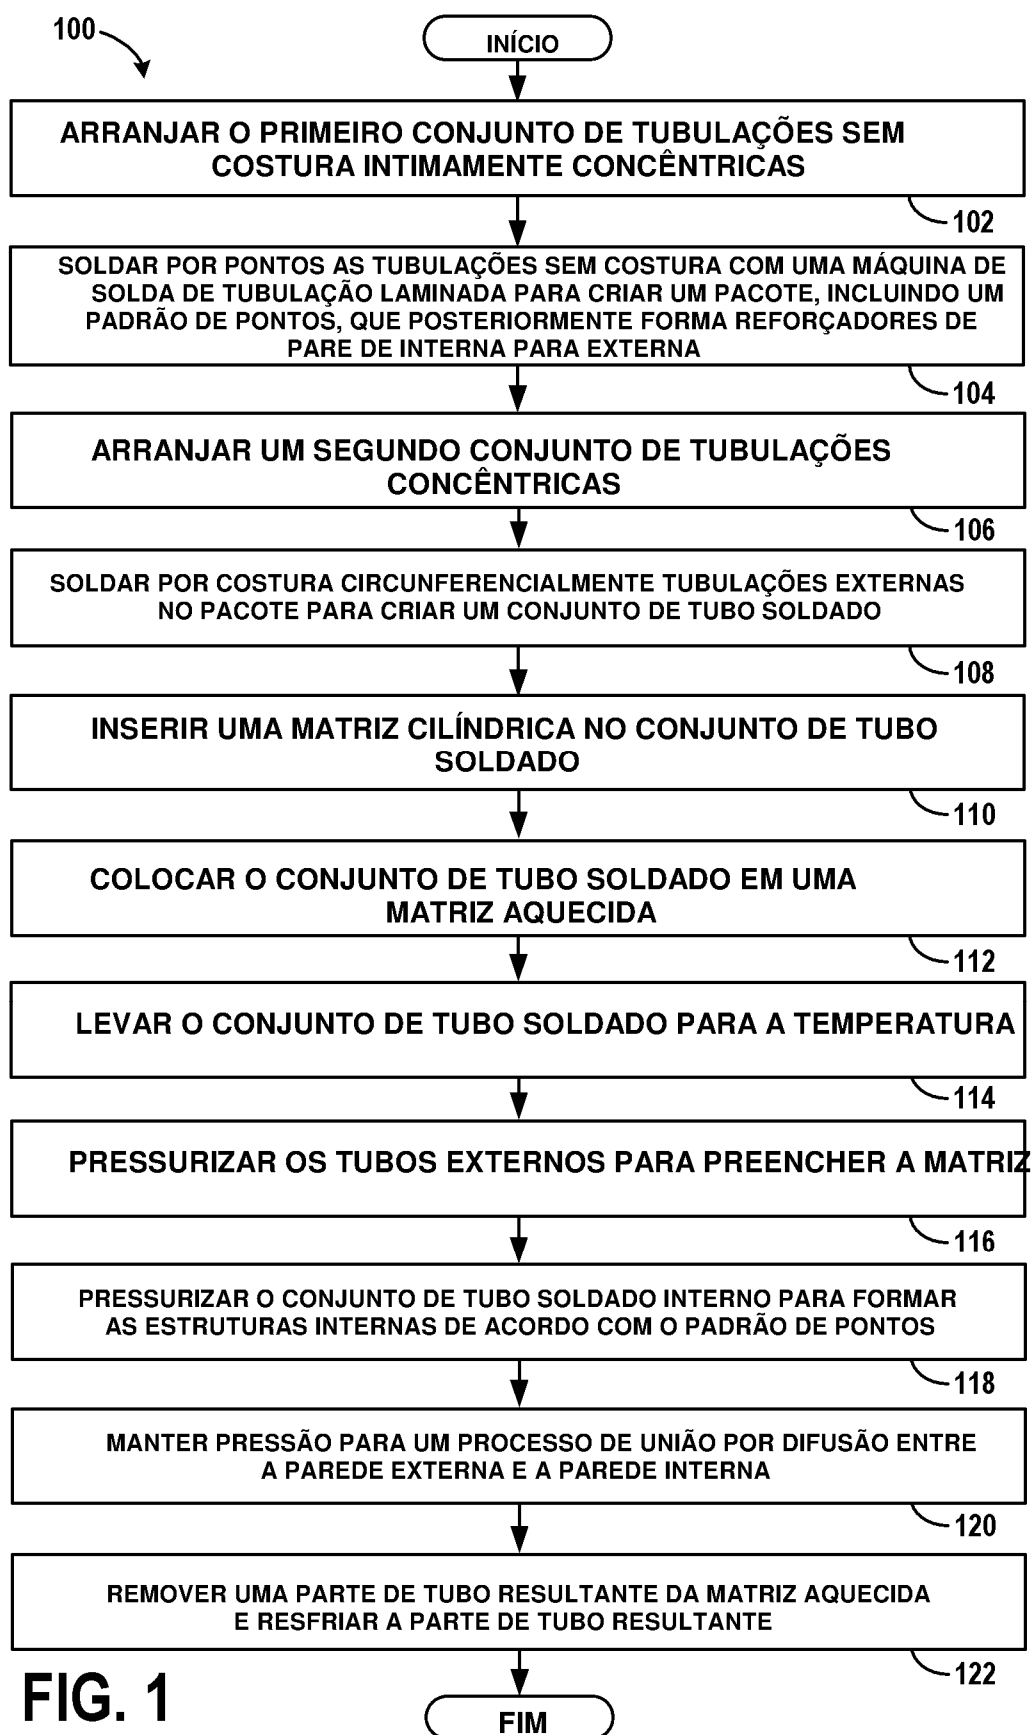 100
INÍCIO
ARRANJAR O PRIMEIRO CONJUNTO DE TUBULAÇÕES SEM
COSTURA INTIMAMENTE CONCÊNTRICAS
102
SOLDAR POR PONTOS AS TUBULAÇÕES SEM COSTURA COM UMA MÁQUINA DE
SOLDA DE TUBULAÇÃO LAMINADA PARA CRIAR UM PACOTE, INCLUINDO UM
PADRÃO DE PONTOS, QUE POSTERIORMENTE FORMA REFORÇADORES DE
PARE DE INTERNA PARA EXTERNA
104
ARRANJAR UM SEGUNDO CONJUNTO DE TUBULAÇÕES
CONCÊNTRICAS
106
SOLDAR POR COSTURA CIRCUNFERENCIALMENTE TUBULAÇÕES EXTERNAS
NO PACOTE PARA CRIAR UM CONJUNTO DE TUBO SOLDADO
108
INSERIR UMA MATRIZ CILÍNDRICA NO CONJUNTO DE TUBO
SOLDADO
110
COLOCAR O CONJUNTO DE TUBO SOLDADO EM UMA
MATRIZ AQUECIDA
112
LEVAR O CONJUNTO DE TUBO SOLDADO PARA A TEMPERATURA
114
PRESSURIZAR OS TUBOS EXTERNOS PARA PREENCHER A MATRIZ
116
PRESSURIZAR O CONJUNTO DE TUBO SOLDADO INTERNO PARA FORMAR
AS ESTRUTURAS INTERNAS DE ACORDO COM O PADRÃO DE PONTOS
118
MANTER PRESSÃO PARA UM PROCESSO DE UNIÃO POR DIFUSÃO ENTRE
A PAREDE EXTERNA E A PAREDE INTERNA
120
REMOVER UMA PARTE DE TUBO RESULTANTE DA MATRIZ AQUECIDA
E RESFRIAR A PARTE DE TUBO RESULTANTE
122
FIM
FIG. 1